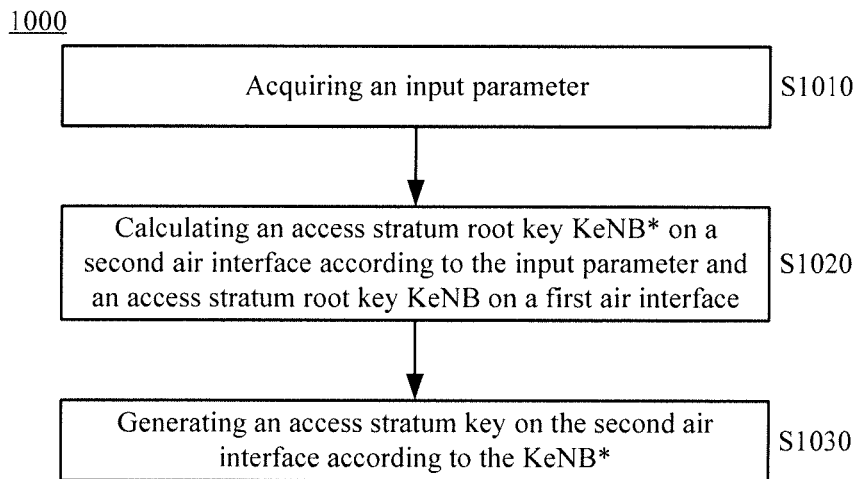 1000
Acquiring an input parameter
S1010
Calculating an access stratum root key KeNB* on a
second air interface according to the input parameter and
an access stratum root key KeNB on a first air interface
S1020
Generating an access stratum key on the second air
interface according to the KeNB*
S1030